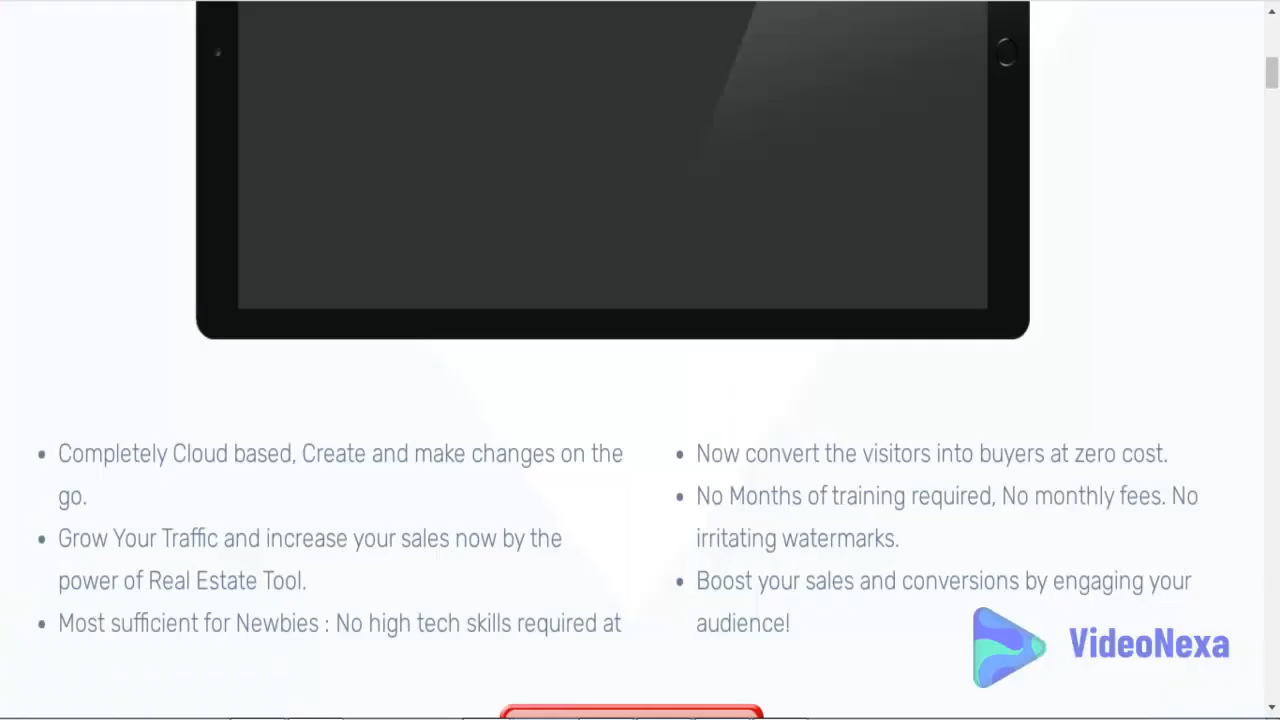 Completely Cloud based, Create and make changes on the
go.
Grow Your Traffic and increase your sales now by the
power of Real Estate Tool.
Most sufficient for Newbies : No high tech skills required at
Now convert the visitors into buyers at zero cost.
No Months of training required, No monthly fees. No
irritating watermarks.
Boost your sales and conversions by engaging your
audience!
VideoNexa